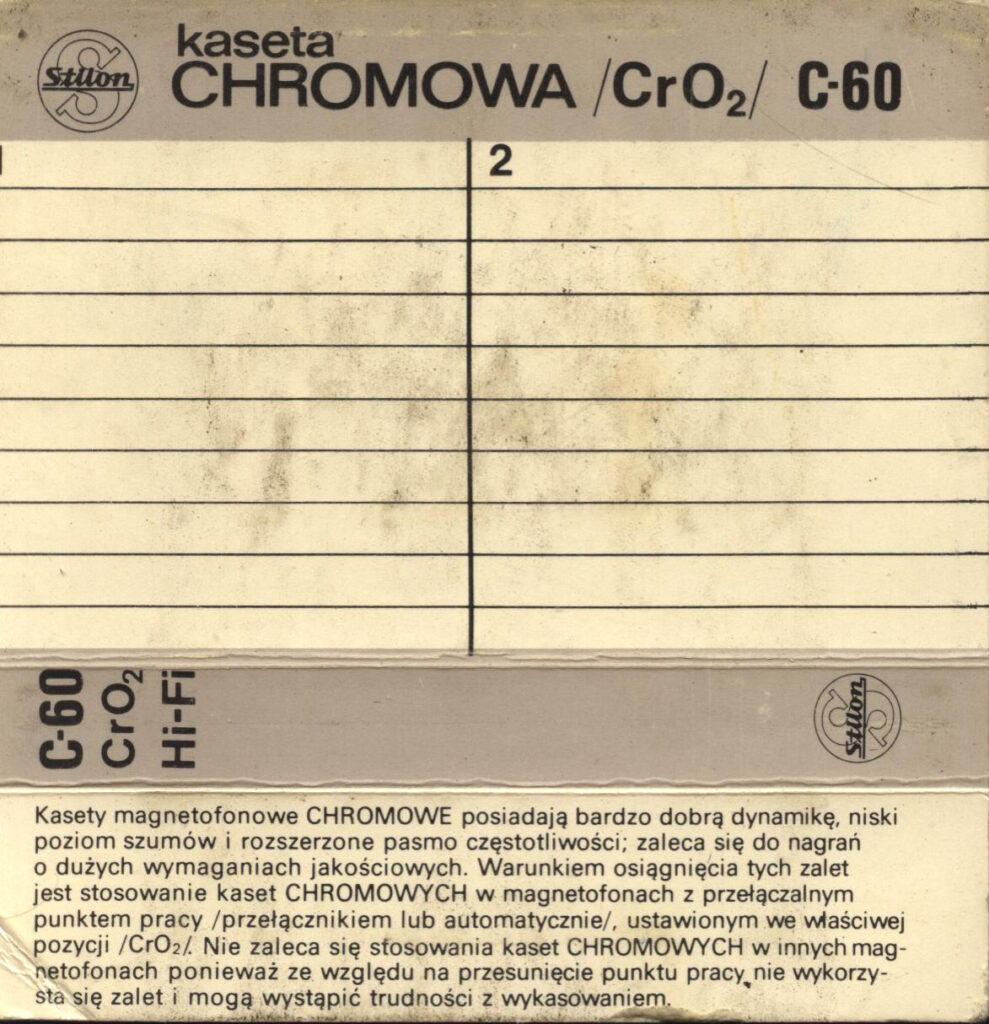 Stilon
kaseta
CHROMOWA /CrO₂/ C-60
2
C-60
CrO₂
Hi-Fi
Stilon
Kasety magnetofonowe CHROMOWE posiadają bardzo dobrą dynamikę, niski
poziom szumów i rozszerzone pasmo częstotliwości; zaleca się do nagrań
o dużych wymaganiach jakościowych. Warunkiem osiągnięcia tych zalet
jest stosowanie kaset CHROMOWYCH w magnetofonach z przełączalnym
punktem pracy /przełącznikiem lub automatycznie/, ustawionym we właściwej
pozycji /CrO₂/. Nie zaleca się stosowania kaset CHROMOWYCH w innych mag-
netofonach ponieważ ze względu na przesunięcie punktu pracy nie wykorzy-
sta się zalet i mogą wystąpić trudności z wykasowaniem.